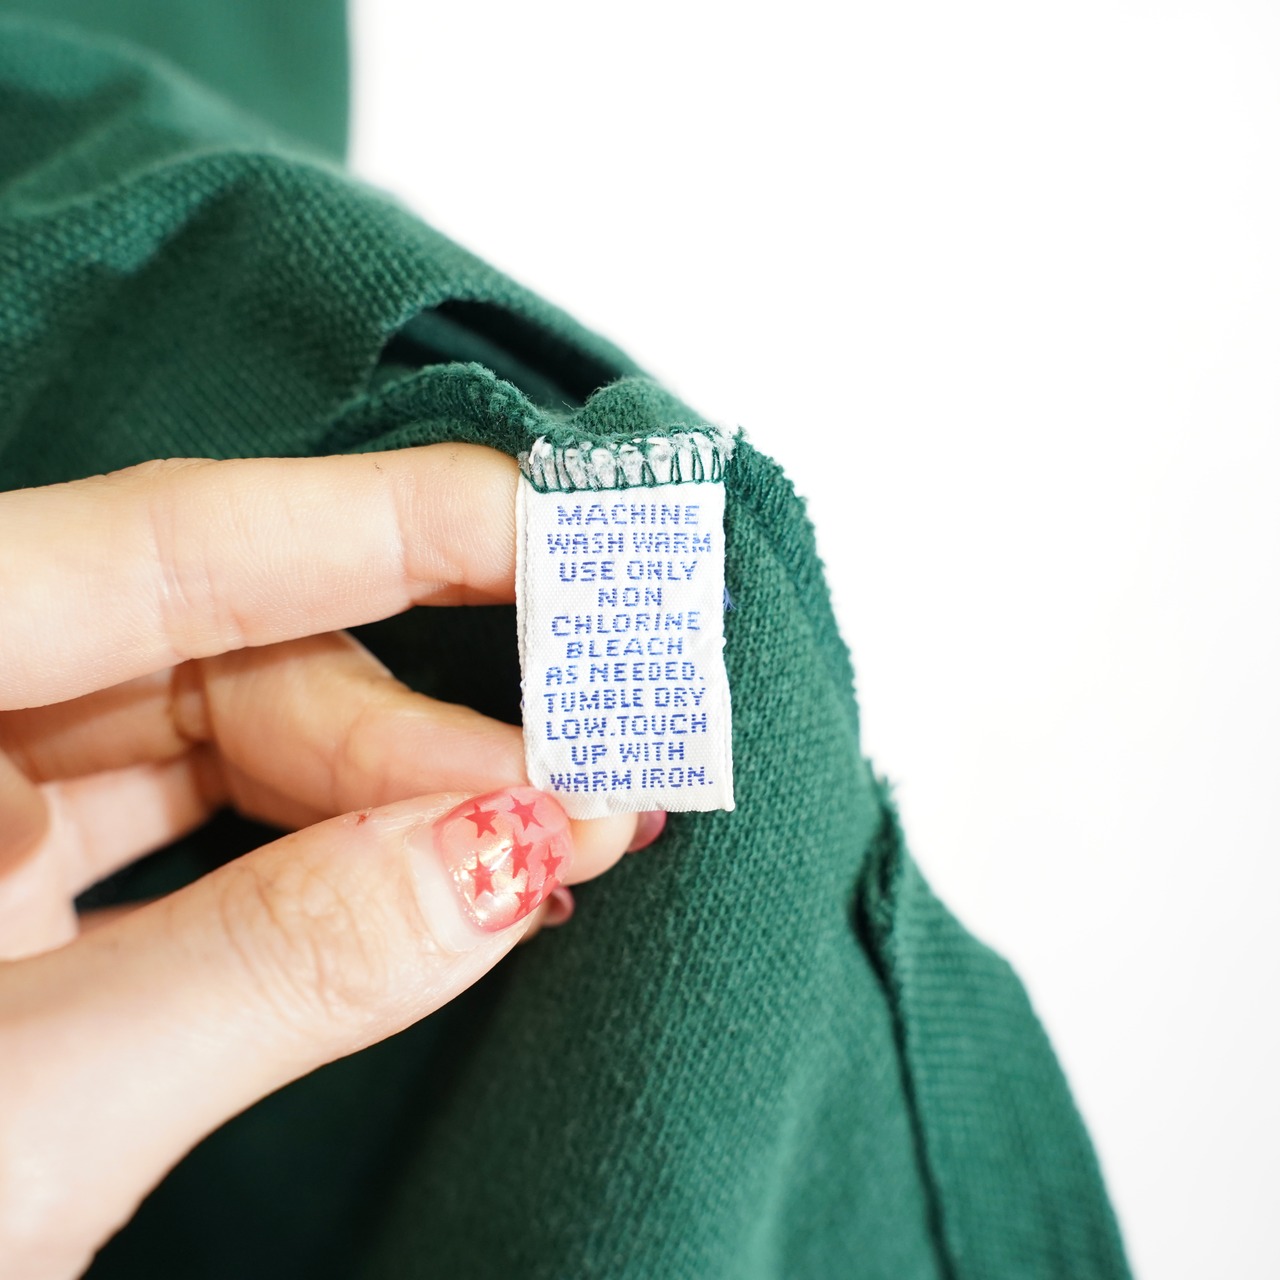 MACHINE
WASH WARM
USE ONLY
NON
CHLORINE
BLEACH
AS NEEDED.
TUMBLE DRY
LOW.TOUCH
UP WITH
WARM IRON.